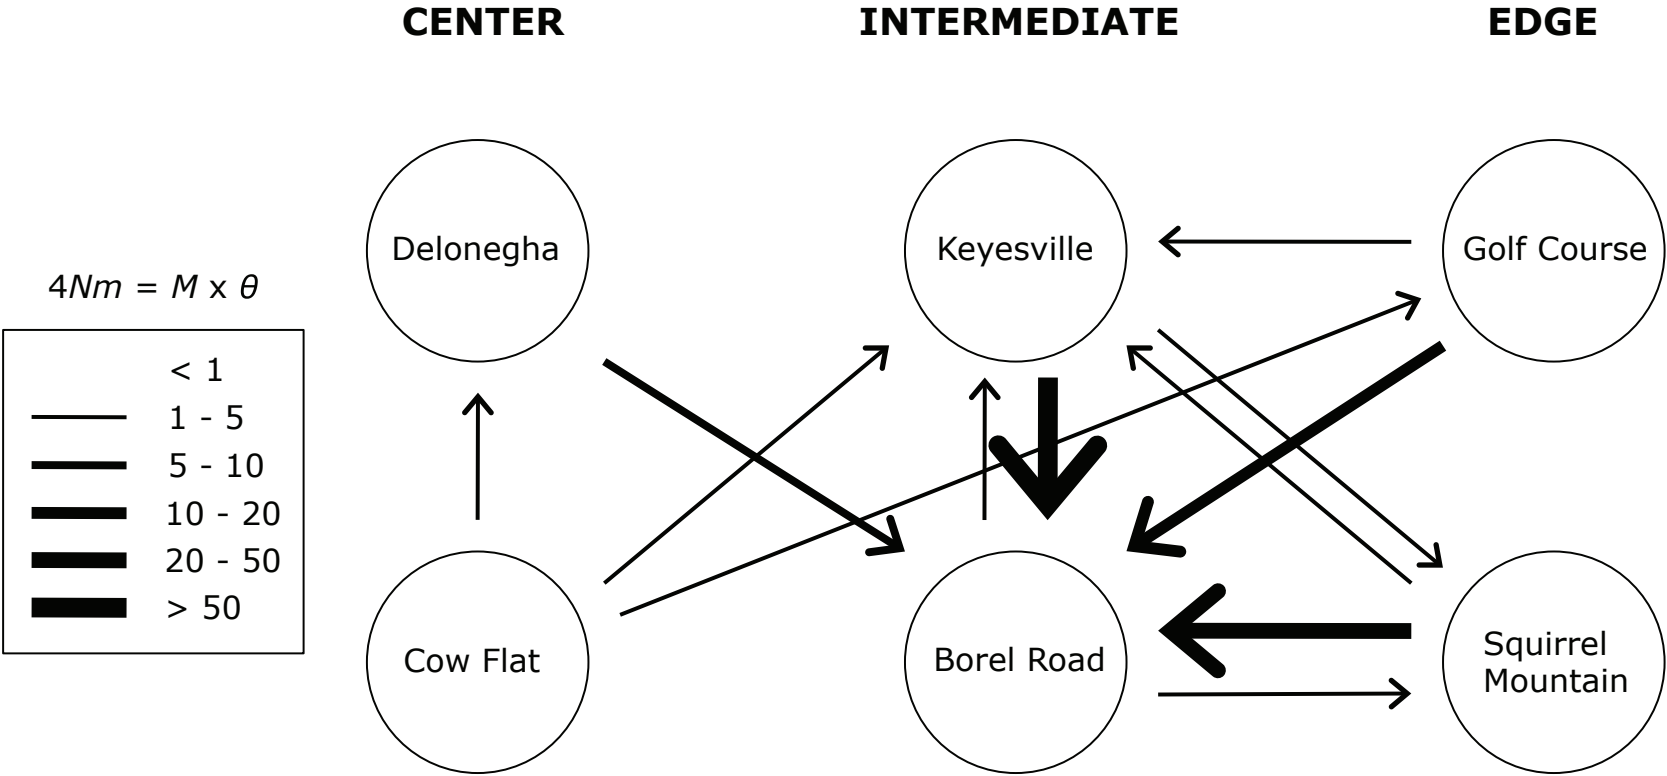 CENTER INTERMEDIATE EDGE
Delonegha
Keyesville
Golf Course
4Nm = M x θ
< 1
1 - 5
5 - 10
10 - 20
20 - 50
> 50
Cow Flat
Borel Road
Squirrel
Mountain